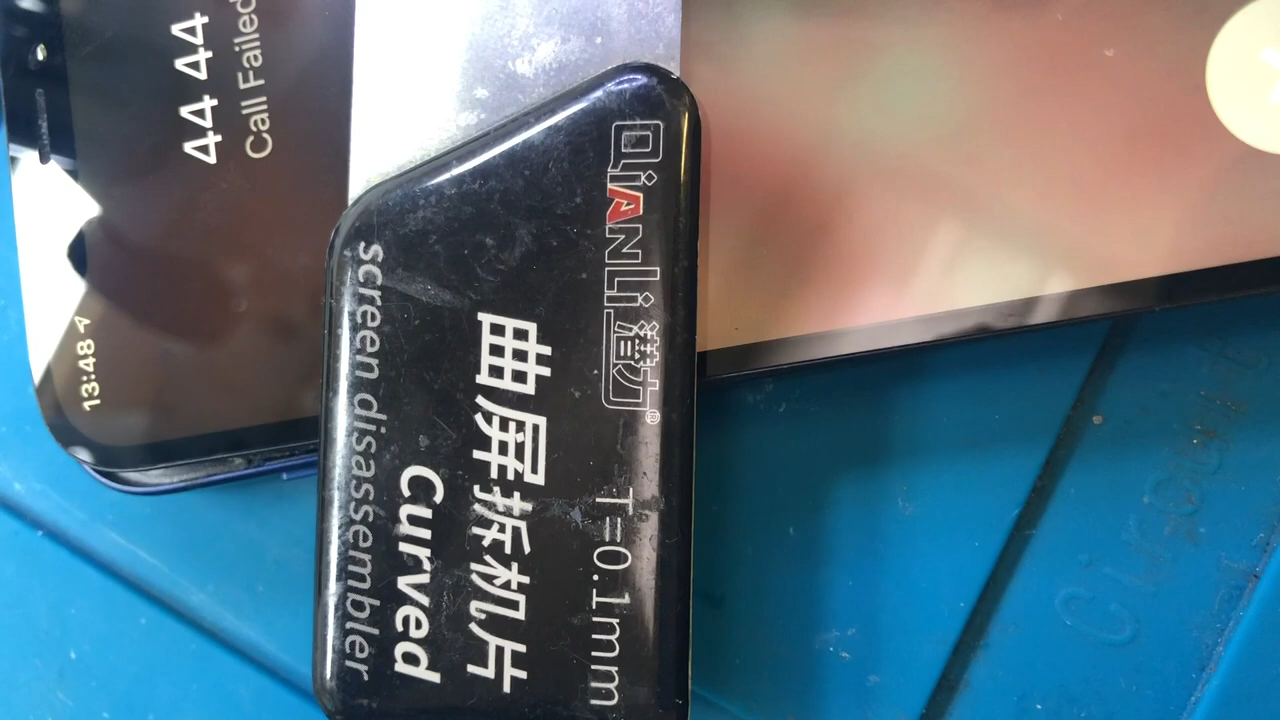 44 44
Call Failed
13:48
QiANLi 潜力®
T=0.1mm
曲屏拆机片
Curved
screen disassembler